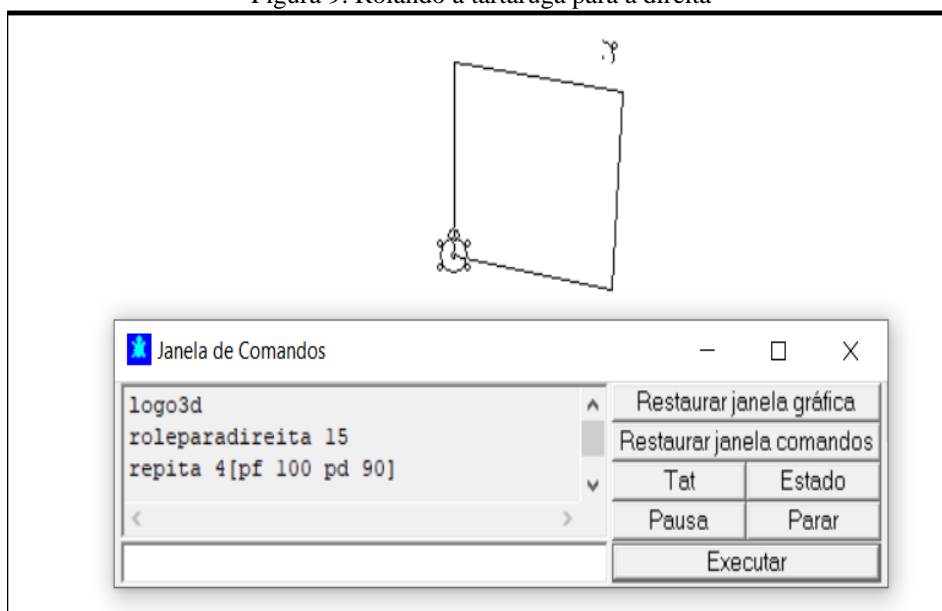 Figura 9: Rolando a tartaruga para a direita
Janela de Comandos
logo3d
roleparadireita 15
repita 4[pf 100 pd 90]
Restaurar janela gráfica
Restaurar janela comandos
Tat
Estado
Pausa
Parar
Executar